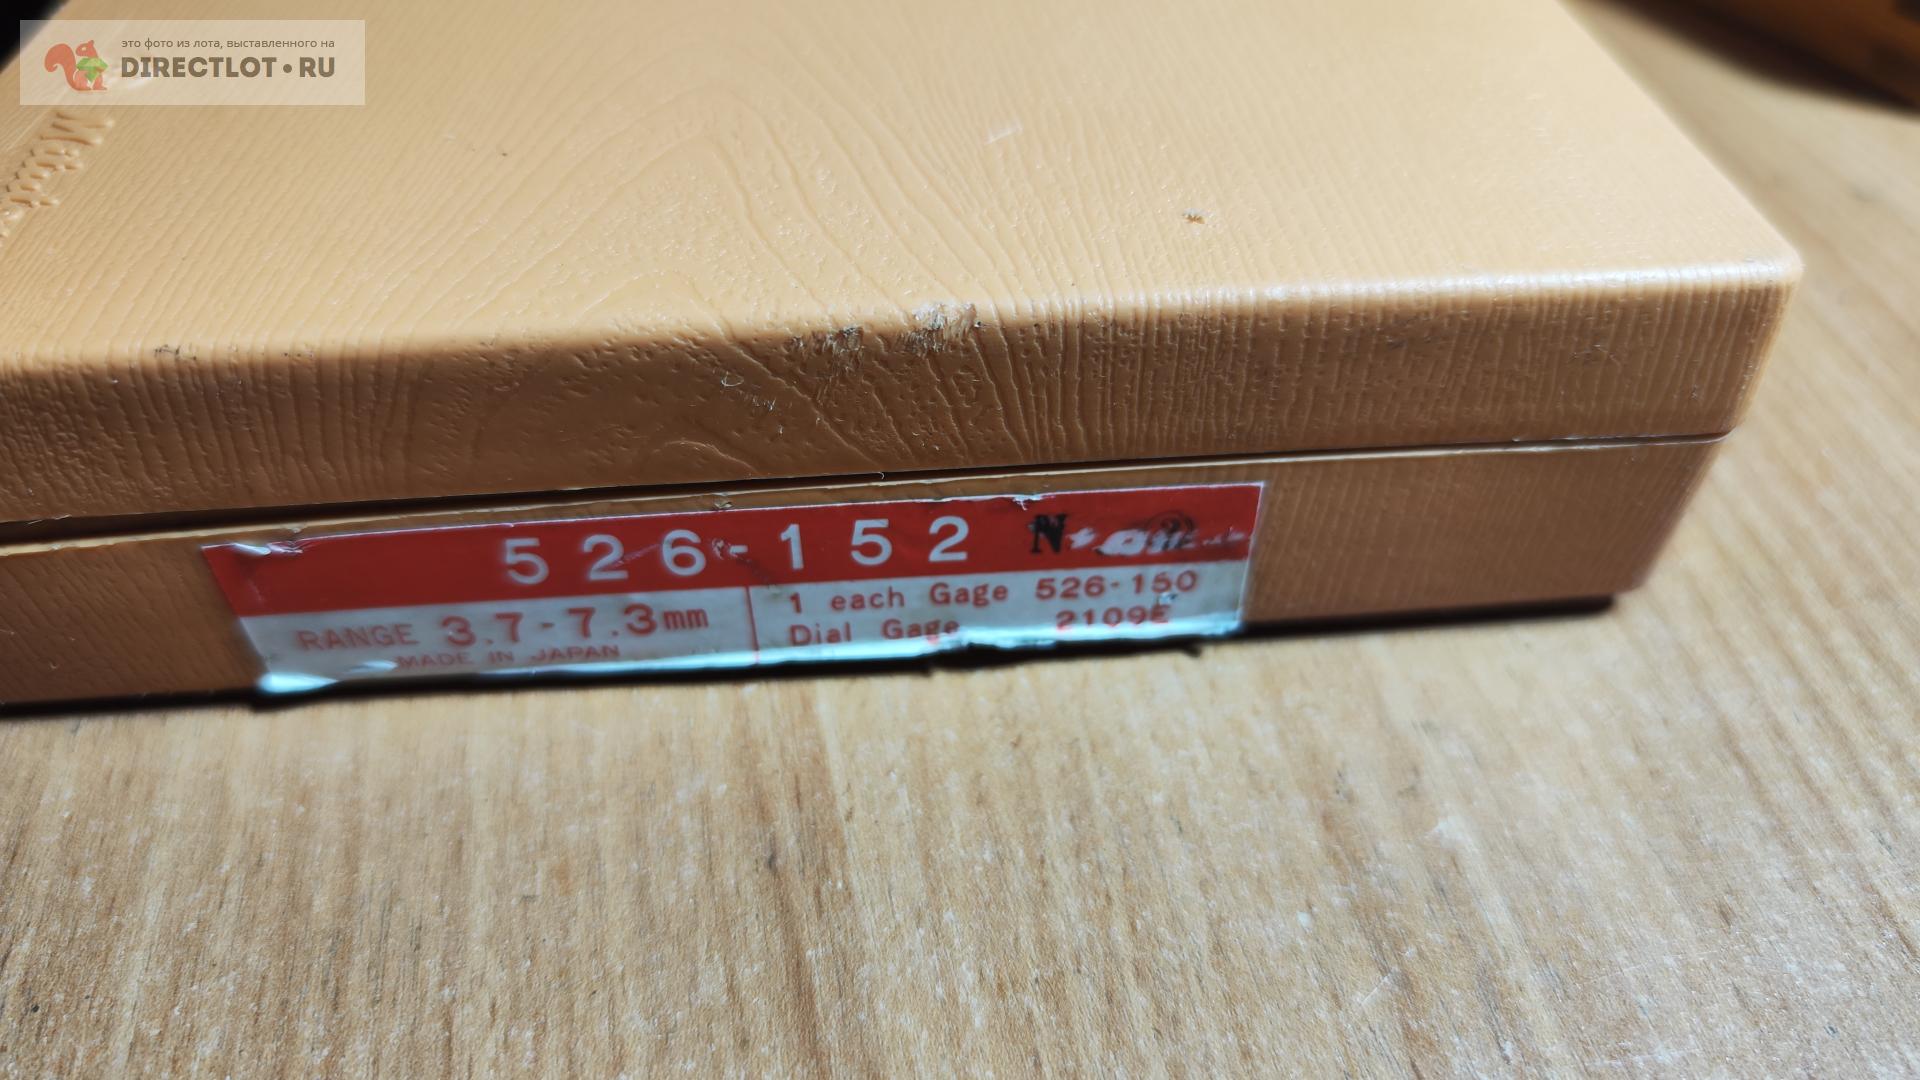 это фото из лота, выставленного на
DIRECTLOT•RU
526-152
RANGE 3.7-7.3mm
MADE IN JAPAN
1 each Gage 526-150
Dial Gage 2109E